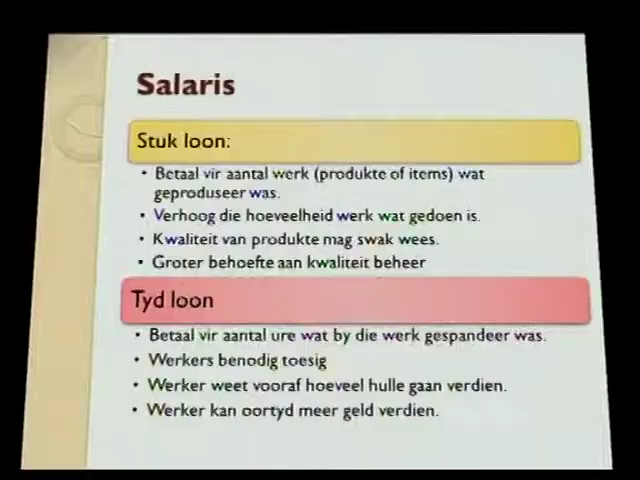 Salaris
Stuk loon:
• Betaal vir aantal werk (produkte of items) wat
geproduseer was.
• Verhoog die hoeveelheid werk wat gedoen is.
• Kwaliteit van produkte mag swak wees.
• Groter behoefte aan kwaliteit beheer
Tyd loon
• Betaal vir aantal ure wat by die werk gespandeer was.
• Werkers benodig toesig
• Werker weet vooraf hoeveel hulle gaan verdien.
• Werker kan oortyd meer geld verdien.